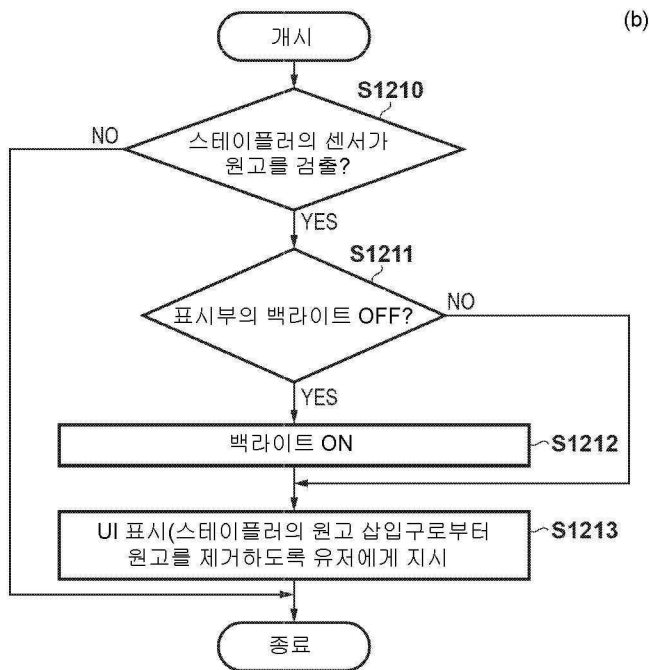 (b)
개시
S1210
NO
스테이플러의 센서가
원고를 검출?
YES
S1211
NO
표시부의 백라이트 OFF?
YES
백라이트 ON
S1212
UI 표시(스테이플러의 원고 삽입구로부터
원고를 제거하도록 유저에게 지시
S1213
종료